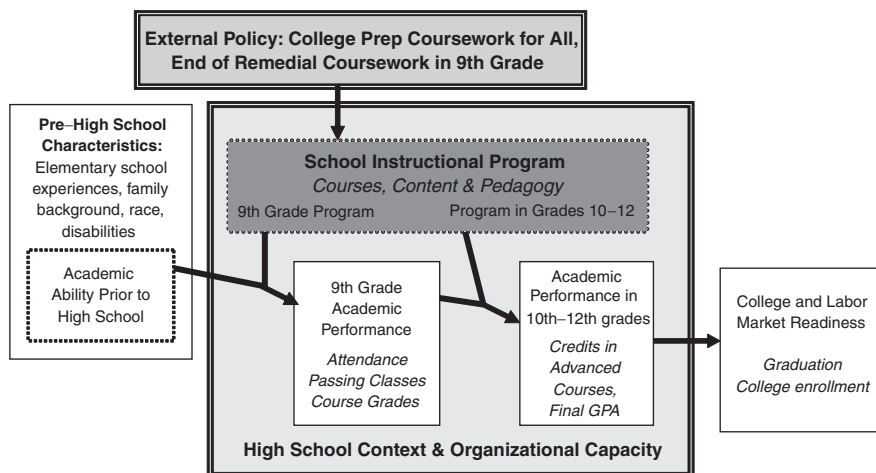 External Policy: College Prep Coursework for All,
End of Remedial Coursework in 9th Grade
Pre–High School
Characteristics:
Elementary school
experiences, family
background, race,
disabilities
Academic
Ability Prior to
High School
School Instructional Program
Courses, Content & Pedagogy
9th Grade Program
Program in Grades 10–12
9th Grade
Academic
Performance
Attendance
Passing Classes
Course Grades
Academic
Performance in
10th–12th grades
Credits in
Advanced
Courses,
Final GPA
College and Labor
Market Readiness
Graduation
College enrollment
High School Context & Organizational Capacity